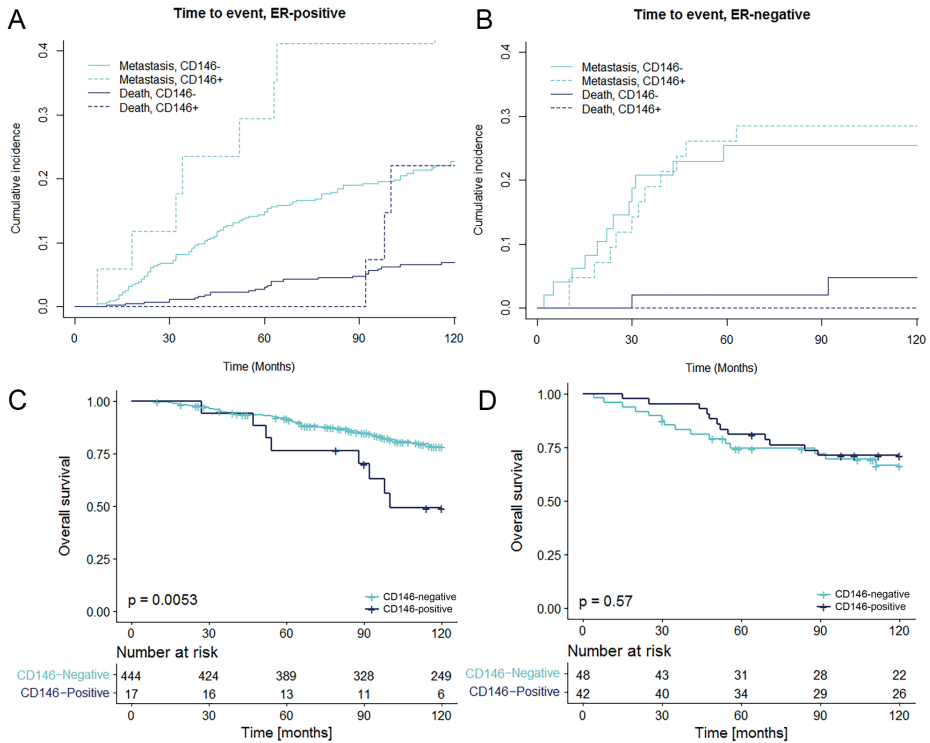 A
Time to event, ER-positive
Metastasis, CD146-
Metastasis, CD146+
Death, CD146-
Death, CD146+
Cumulative incidence
0.4
0.3
0.2
0.1
0.0
0 30 60 90 120
Time (Months)
B
Time to event, ER-negative
Metastasis, CD146-
Metastasis, CD146+
Death, CD146-
Death, CD146+
Cumulative incidence
0.4
0.3
0.2
0.1
0.0
0 30 60 90 120
Time (Months)
C
Overall survival
1.00
0.75
0.50
0.25
0.00
p = 0.0053
CD146-negative
CD146-positive
0 30 60 90 120
Number at risk
CD146−Negative 444 424 389 328 249
CD146−Positive 17 16 13 11 6
0 30 60 90 120
Time [months]
D
Overall survival
1.00
0.75
0.50
0.25
0.00
p = 0.57
CD146-negative
CD146-positive
0 30 60 90 120
Number at risk
CD146−Negative 48 43 31 28 22
CD146−Positive 42 40 34 29 26
0 30 60 90 120
Time [months]